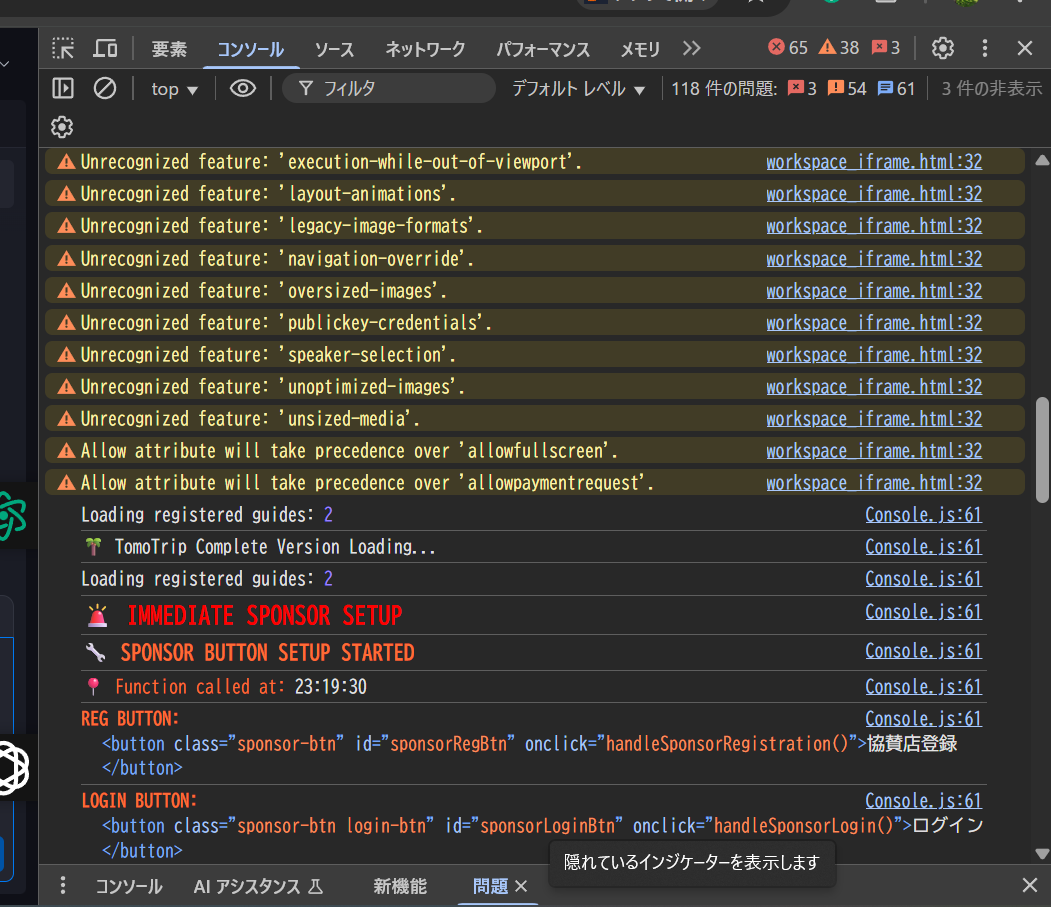 要素 コンソール ソース ネットワーク パフォーマンス メモリ 65 38 3
top ▼ フィルタ デフォルト レベル ▼ 118 件の問題: 3 54 61 3 件の非表示
Unrecognized feature: 'execution-while-out-of-viewport'. workspace_iframe.html:32
Unrecognized feature: 'layout-animations'. workspace_iframe.html:32
Unrecognized feature: 'legacy-image-formats'. workspace_iframe.html:32
Unrecognized feature: 'navigation-override'. workspace_iframe.html:32
Unrecognized feature: 'oversized-images'. workspace_iframe.html:32
Unrecognized feature: 'publickey-credentials'. workspace_iframe.html:32
Unrecognized feature: 'speaker-selection'. workspace_iframe.html:32
Unrecognized feature: 'unoptimized-images'. workspace_iframe.html:32
Unrecognized feature: 'unsized-media'. workspace_iframe.html:32
Allow attribute will take precedence over 'allowfullscreen'. workspace_iframe.html:32
Allow attribute will take precedence over 'allowpaymentrequest'. workspace_iframe.html:32
Loading registered guides: 2 Console.js:61
🌴 TomoTrip Complete Version Loading... Console.js:61
Loading registered guides: 2 Console.js:61
🚨 IMMEDIATE SPONSOR SETUP Console.js:61
🔧 SPONSOR BUTTON SETUP STARTED Console.js:61
📍 Function called at: 23:19:30 Console.js:61
REG BUTTON: Console.js:61
<button class="sponsor-btn" id="sponsorRegBtn" onclick="handleSponsorRegistration()">協賛店登録
</button>
LOGIN BUTTON: Console.js:61
<button class="sponsor-btn login-btn" id="sponsorLoginBtn" onclick="handleSponsorLogin()">ログイン
</button>
隠れているインジケーターを表示します
コンソール AI アシスタンス 新機能 問題